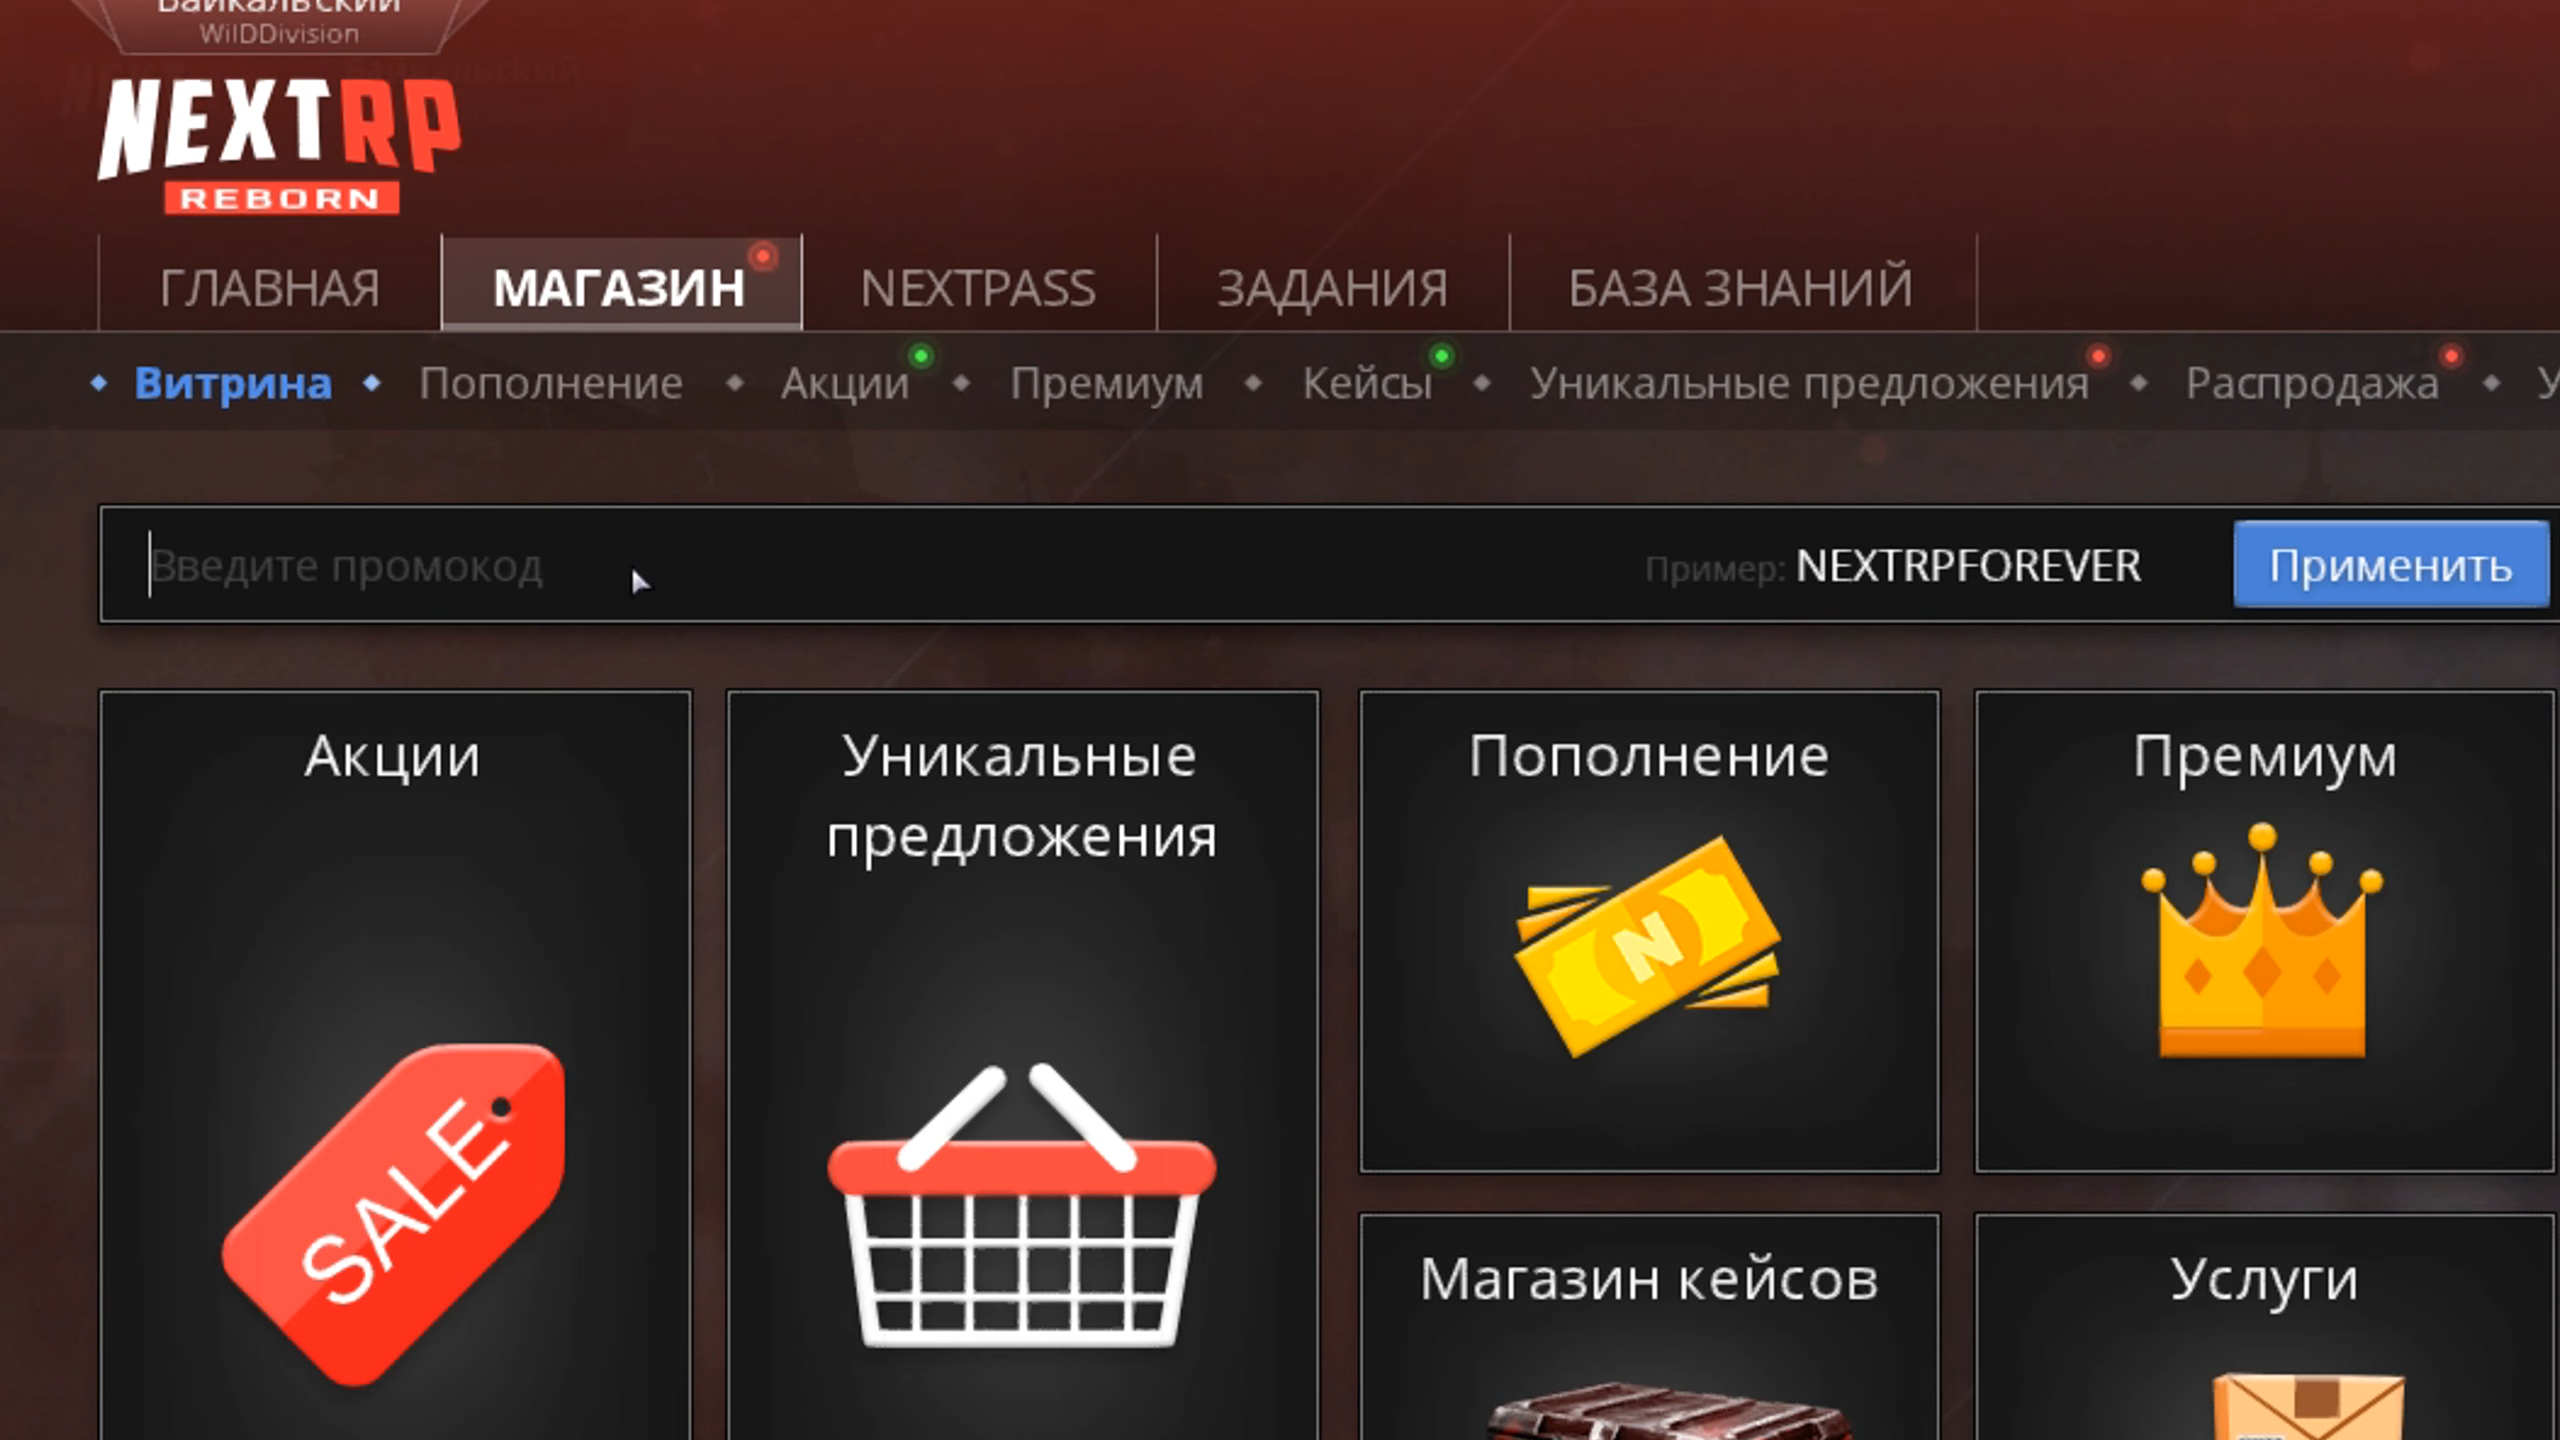 Байкальский
WilDDivision
NEXTRP
REBORN
ГЛАВНАЯ
МАГАЗИН
NEXTPASS
ЗАДАНИЯ
БАЗА ЗНАНИЙ
Витрина
Пополнение
Акции
Премиум
Кейсы
Уникальные предложения
Распродажа
У
Введите промокод
Пример: NEXTRPFOREVER
Применить
Акции
Уникальные
предложения
Пополнение
Премиум
N
SALE
Магазин кейсов
Услуги